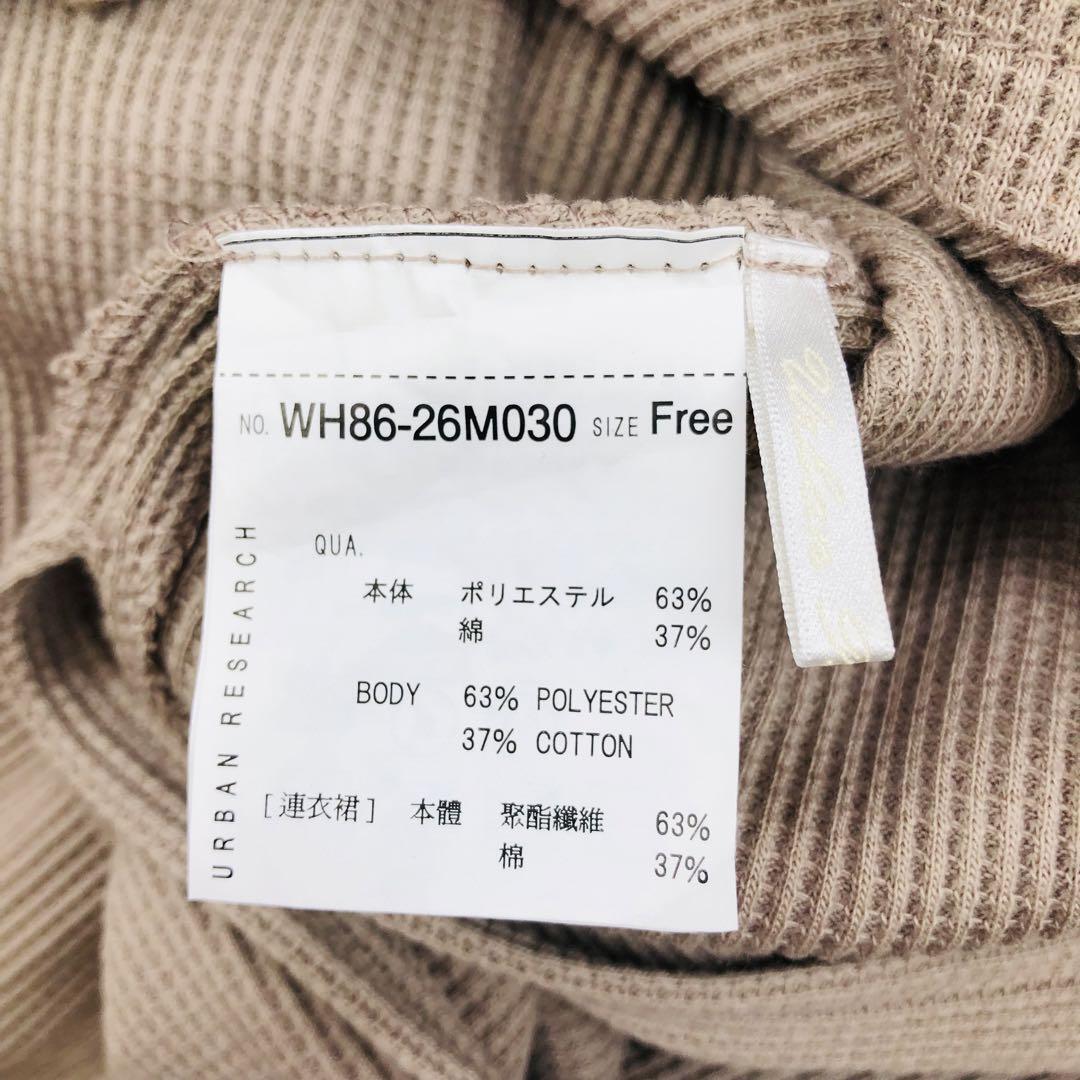 NO. WH86-26M030 SIZE Free
QUA.
本体 ポリエステル 63%
綿 37%
BODY 63% POLYESTER
37% COTTON
[連衣裙] 本體 聚酯纖維 63%
棉 37%
URBAN RESEARCH